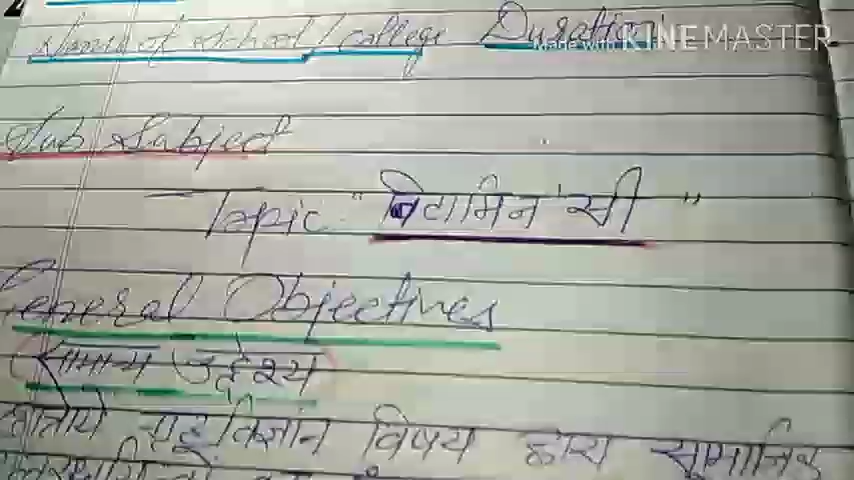 Name of school/college Duration
Made with KINEMASTER
Sub Subject
Topic "विटामिन 'सी'"
General Objectives
(सामान्य उद्देश्य)
छात्रायें गृह विज्ञान विषय द्वारा सामाजिक